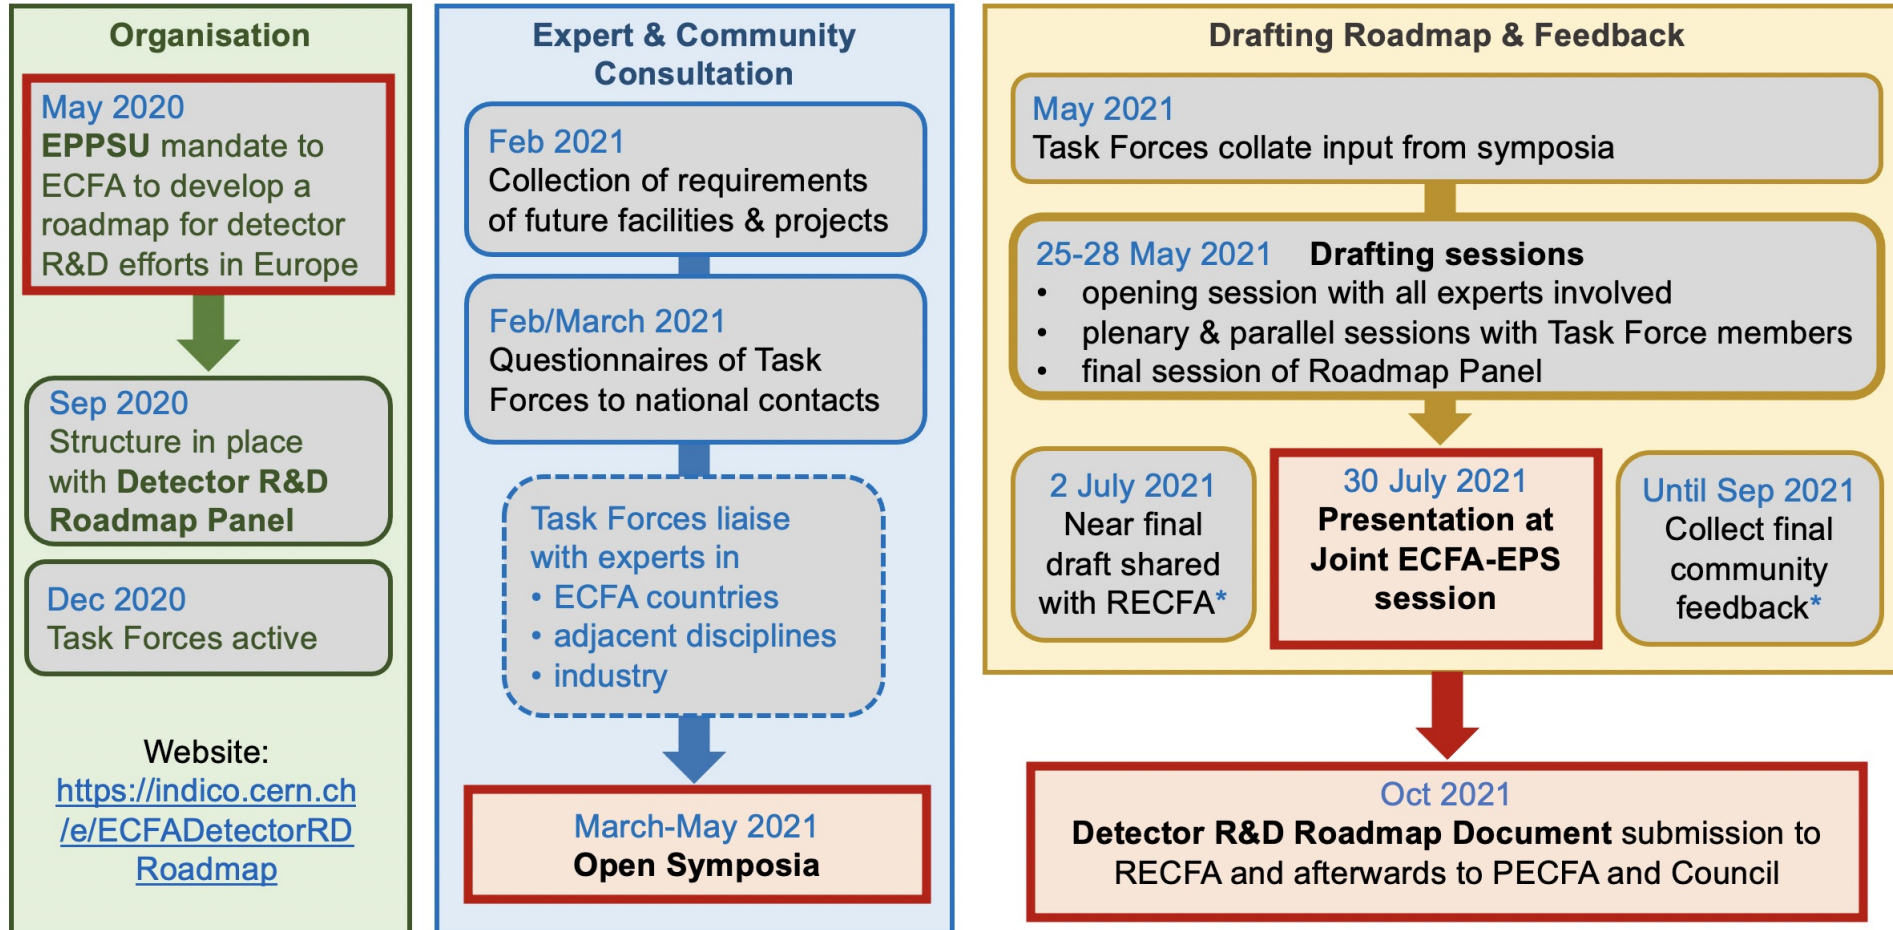 Organisation
May 2020
EPPSU mandate to
ECFA to develop a
roadmap for detector
R&D efforts in Europe
Sep 2020
Structure in place
with Detector R&D
Roadmap Panel
Dec 2020
Task Forces active
Website:
https://indico.cern.ch
/e/ECFADetectorRD
Roadmap
Expert & Community
Consultation
Feb 2021
Collection of requirements
of future facilities & projects
Feb/March 2021
Questionnaires of Task
Forces to national contacts
Task Forces liaise
with experts in
• ECFA countries
• adjacent disciplines
• industry
March-May 2021
Open Symposia
Drafting Roadmap & Feedback
May 2021
Task Forces collate input from symposia
25-28 May 2021 Drafting sessions
• opening session with all experts involved
• plenary & parallel sessions with Task Force members
• final session of Roadmap Panel
2 July 2021
Near final
draft shared
with RECFA*
30 July 2021
Presentation at
Joint ECFA-EPS
session
Until Sep 2021
Collect final
community
feedback*
Oct 2021
Detector R&D Roadmap Document submission to
RECFA and afterwards to PECFA and Council